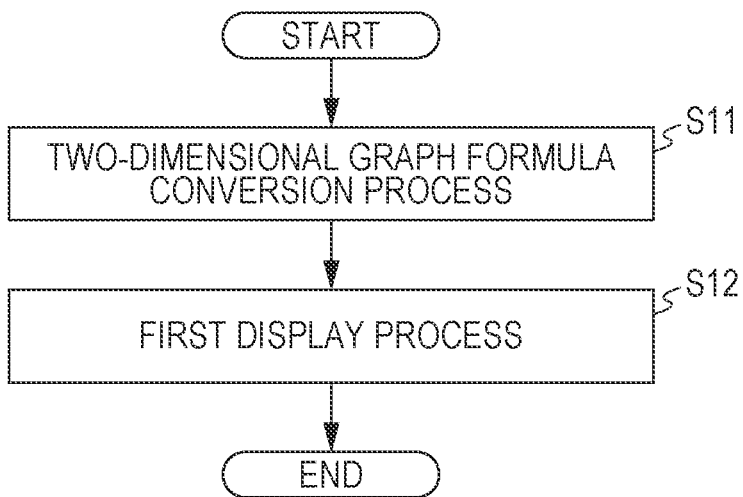 START
S11
TWO-DIMENSIONAL GRAPH FORMULA
CONVERSION PROCESS
S12
FIRST DISPLAY PROCESS
END